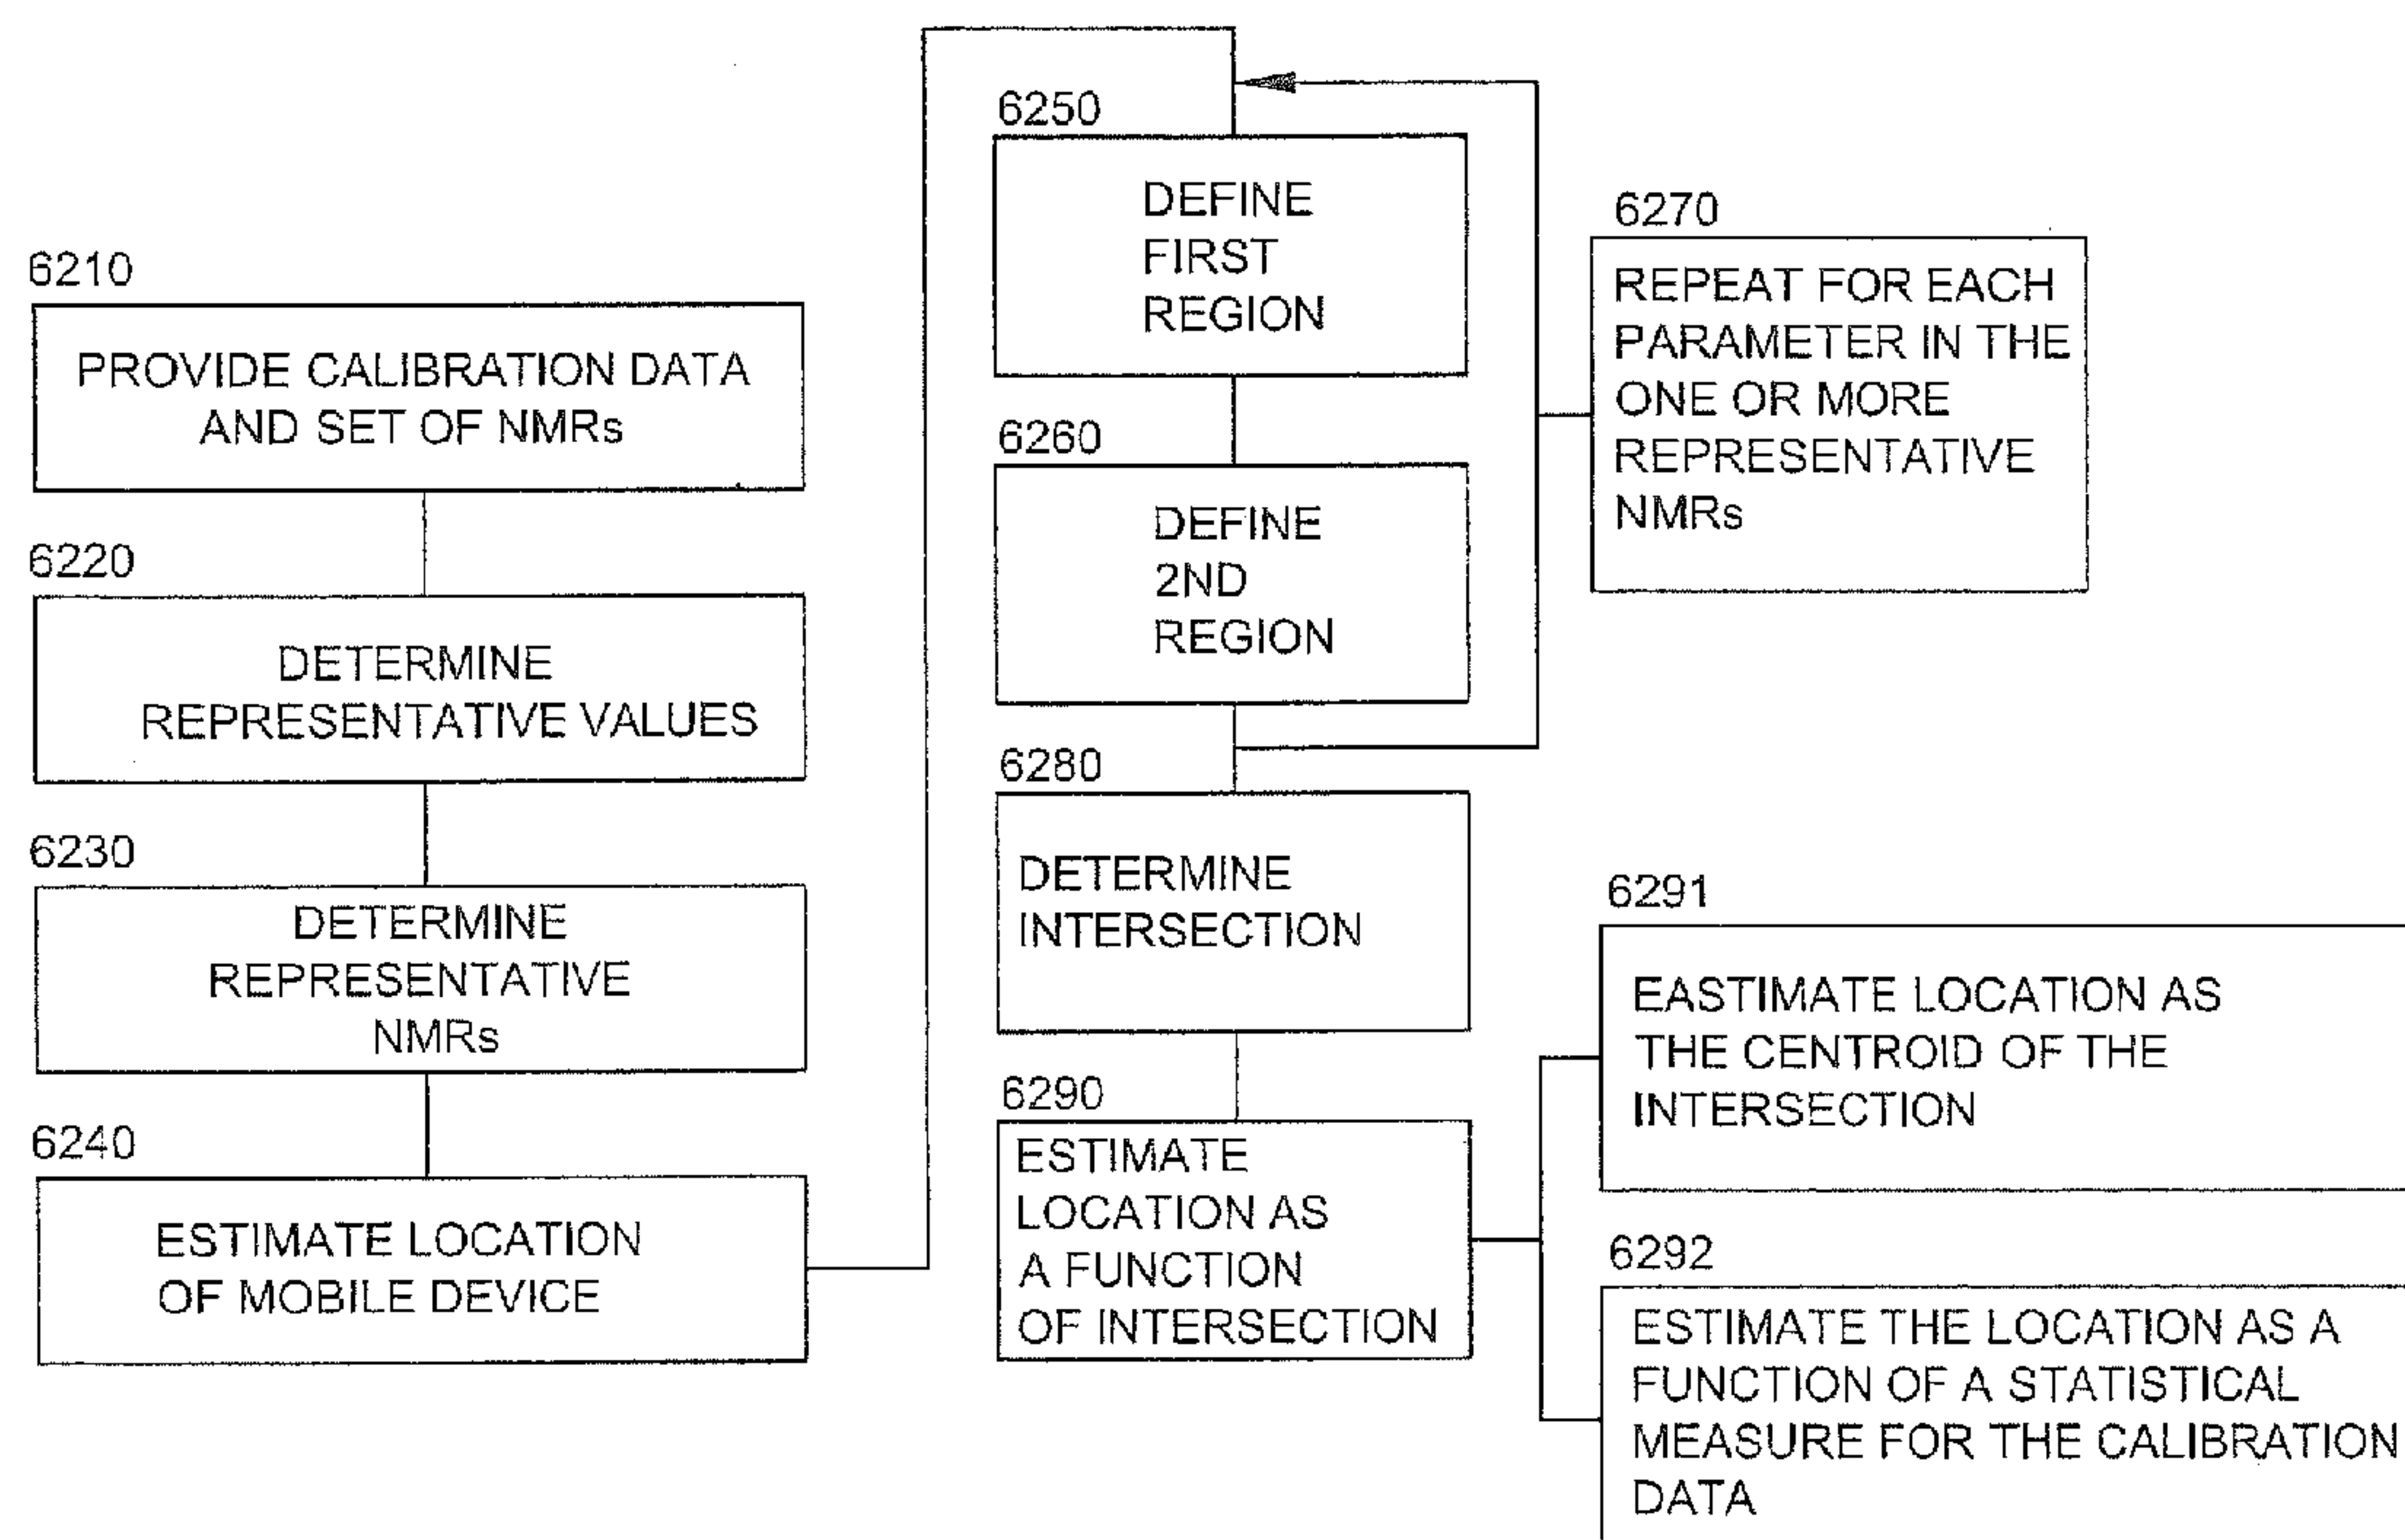 6210
PROVIDE CALIBRATION DATA
AND SET OF NMRs
6220
DETERMINE
REPRESENTATIVE VALUES
6230
DETERMINE
REPRESENTATIVE
NMRs
6240
ESTIMATE LOCATION
OF MOBILE DEVICE
6250
DEFINE
FIRST
REGION
6260
DEFINE
2ND
REGION
6270
REPEAT FOR EACH
PARAMETER IN THE
ONE OR MORE
REPRESENTATIVE
NMRs
6280
DETERMINE
INTERSECTION
6290
ESTIMATE
LOCATION AS
A FUNCTION
OF INTERSECTION
6291
EASTIMATE LOCATION AS
THE CENTROID OF THE
INTERSECTION
6292
ESTIMATE THE LOCATION AS A
FUNCTION OF A STATISTICAL
MEASURE FOR THE CALIBRATION
DATA